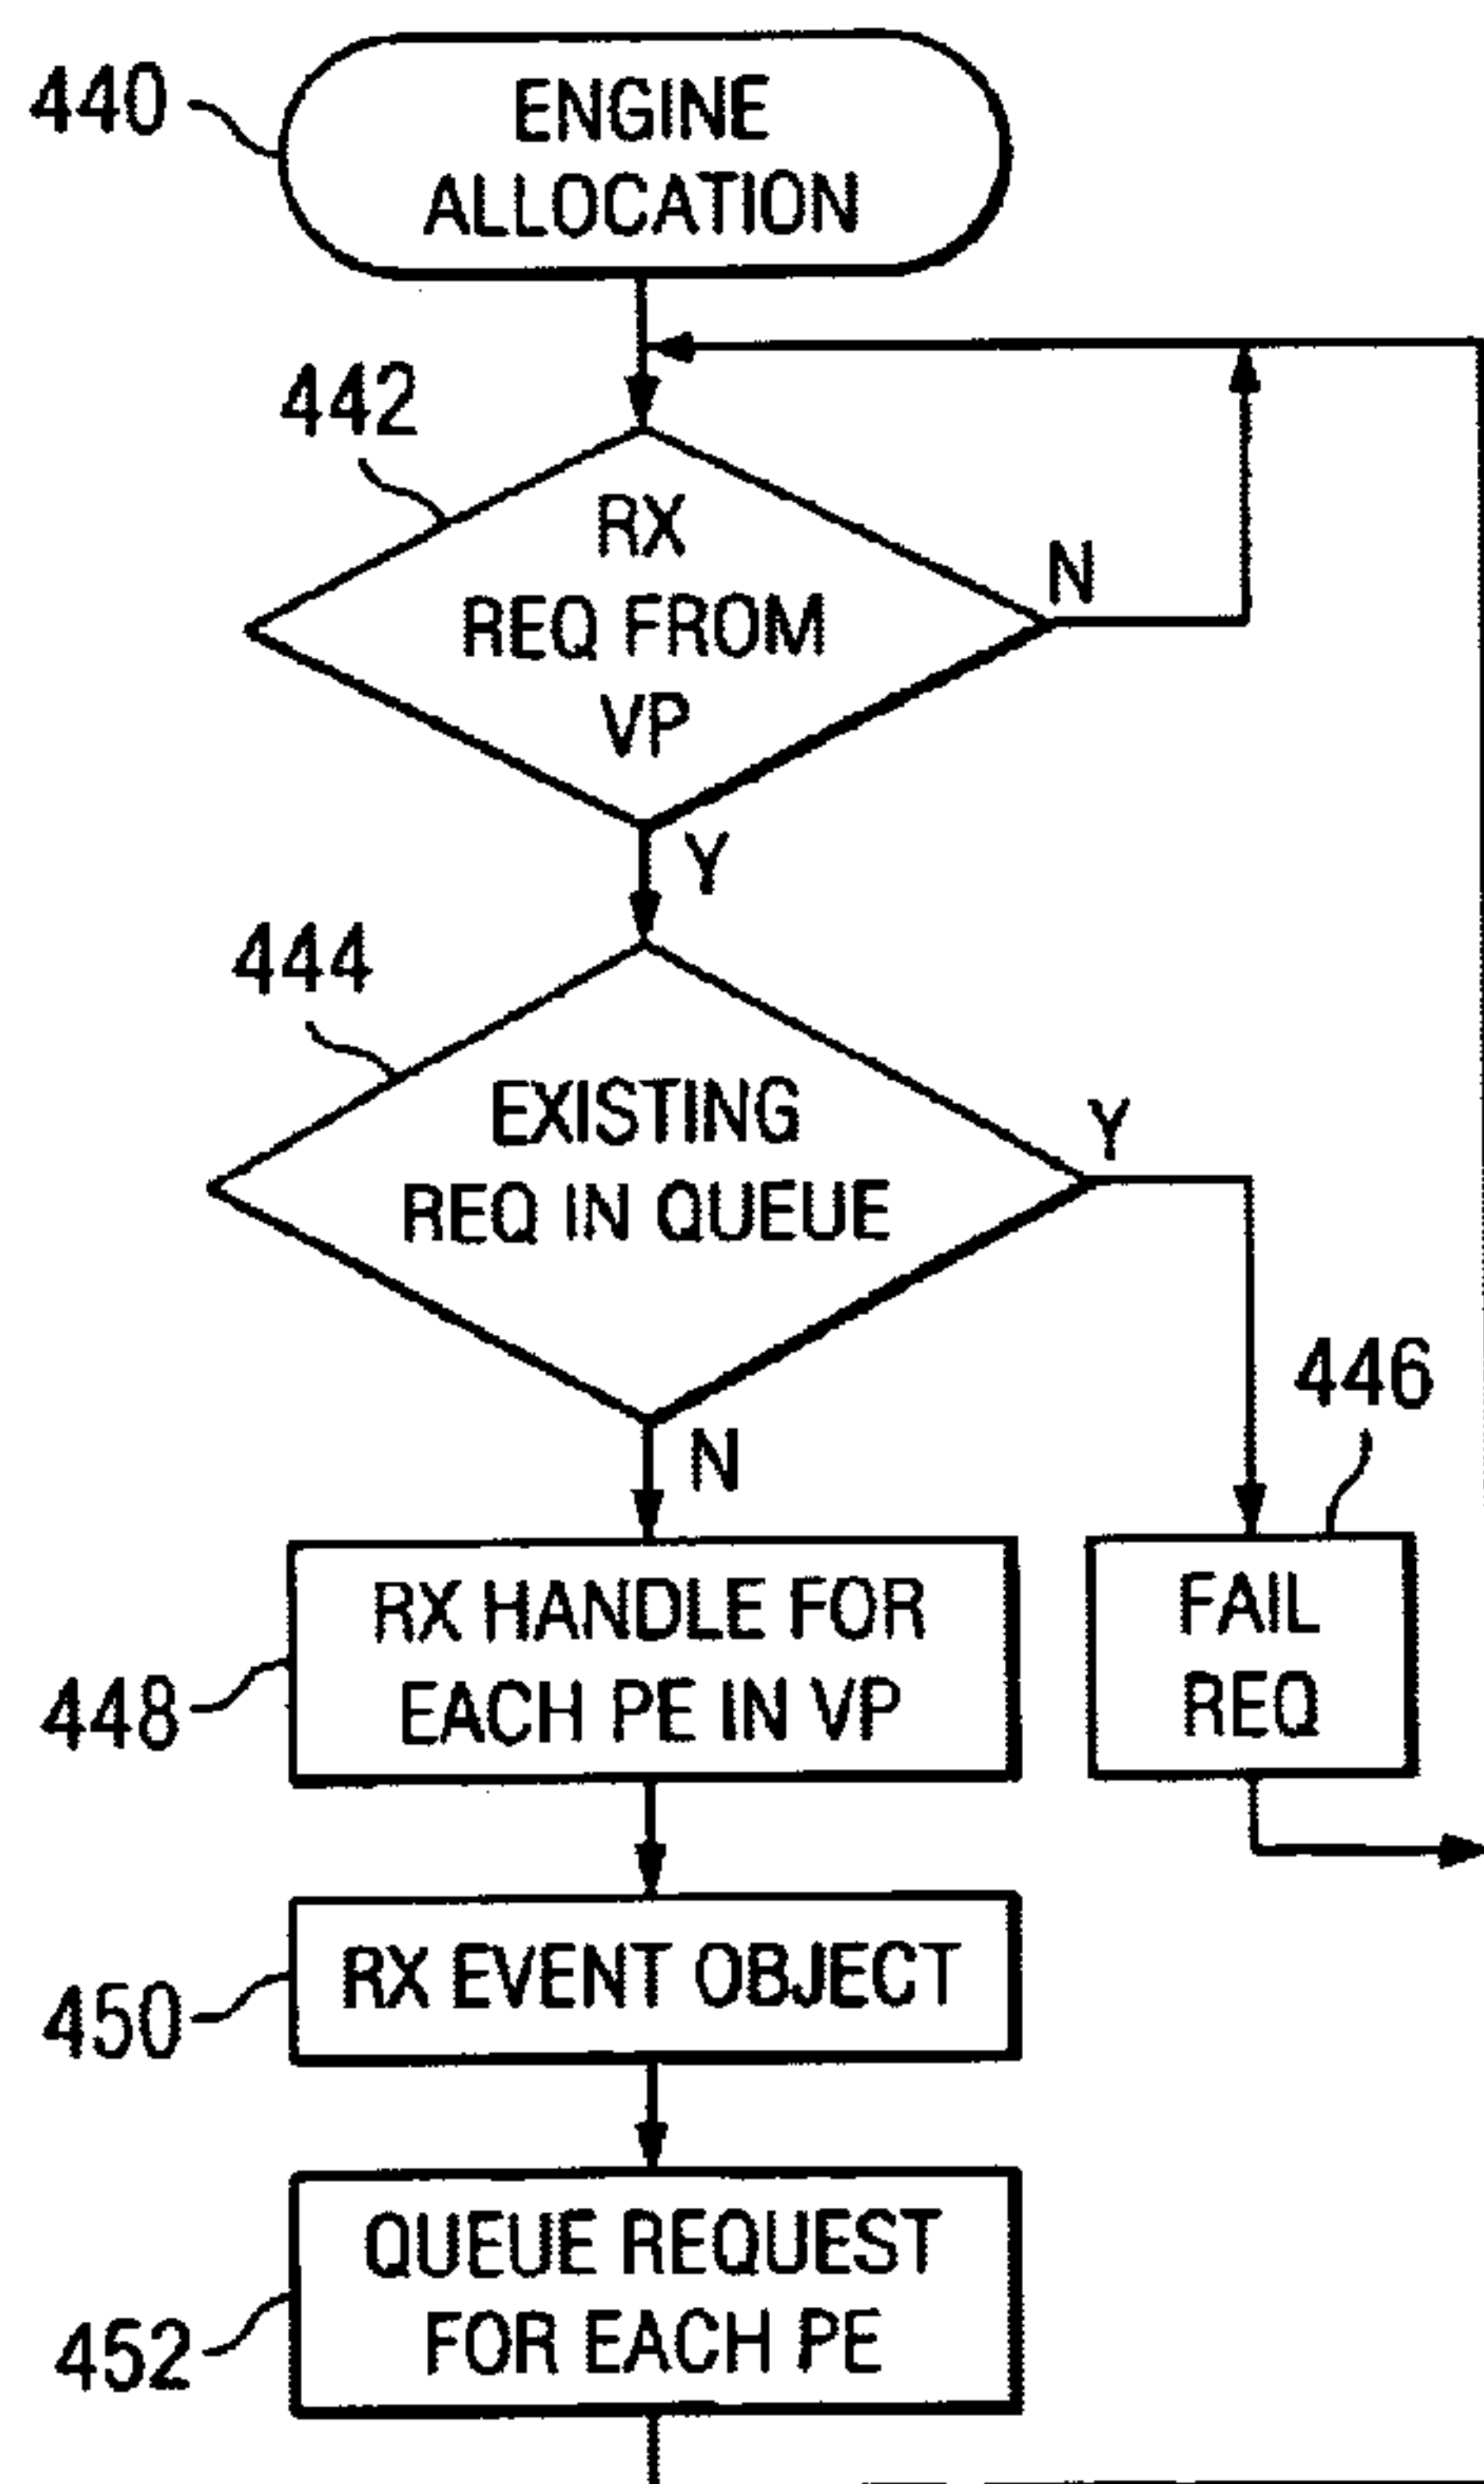 440
ENGINE
ALLOCATION
442
RX
REQ FROM
VP
N
Y
444
EXISTING
REQ IN QUEUE
Y
N
446
FAIL
REQ
448
RX HANDLE FOR
EACH PE IN VP
450
RX EVENT OBJECT
452
QUEUE REQUEST
FOR EACH PE